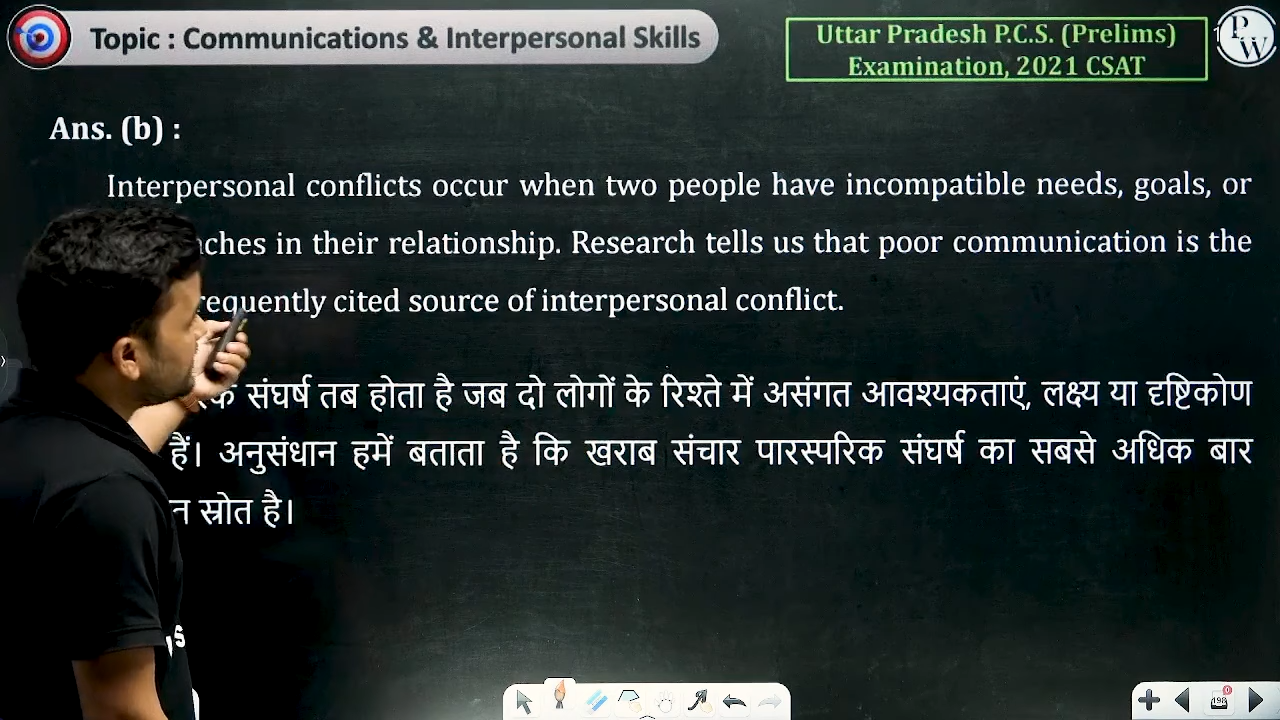 Topic : Communications & Interpersonal Skills
Uttar Pradesh P.C.S. (Prelims)
Examination, 2021 CSAT
PW
Ans. (b) :
Interpersonal conflicts occur when two people have incompatible needs, goals, or
in their relationship. Research tells us that poor communication is the
cited source of interpersonal conflict.
संघर्ष तब होता है जब दो लोगों के रिश्ते में असंगत आवश्यकताएं, लक्ष्य या दृष्टिकोण
हैं। अनुसंधान हमें बताता है कि खराब संचार पारस्परिक संघर्ष का सबसे अधिक बार
स्रोत है।